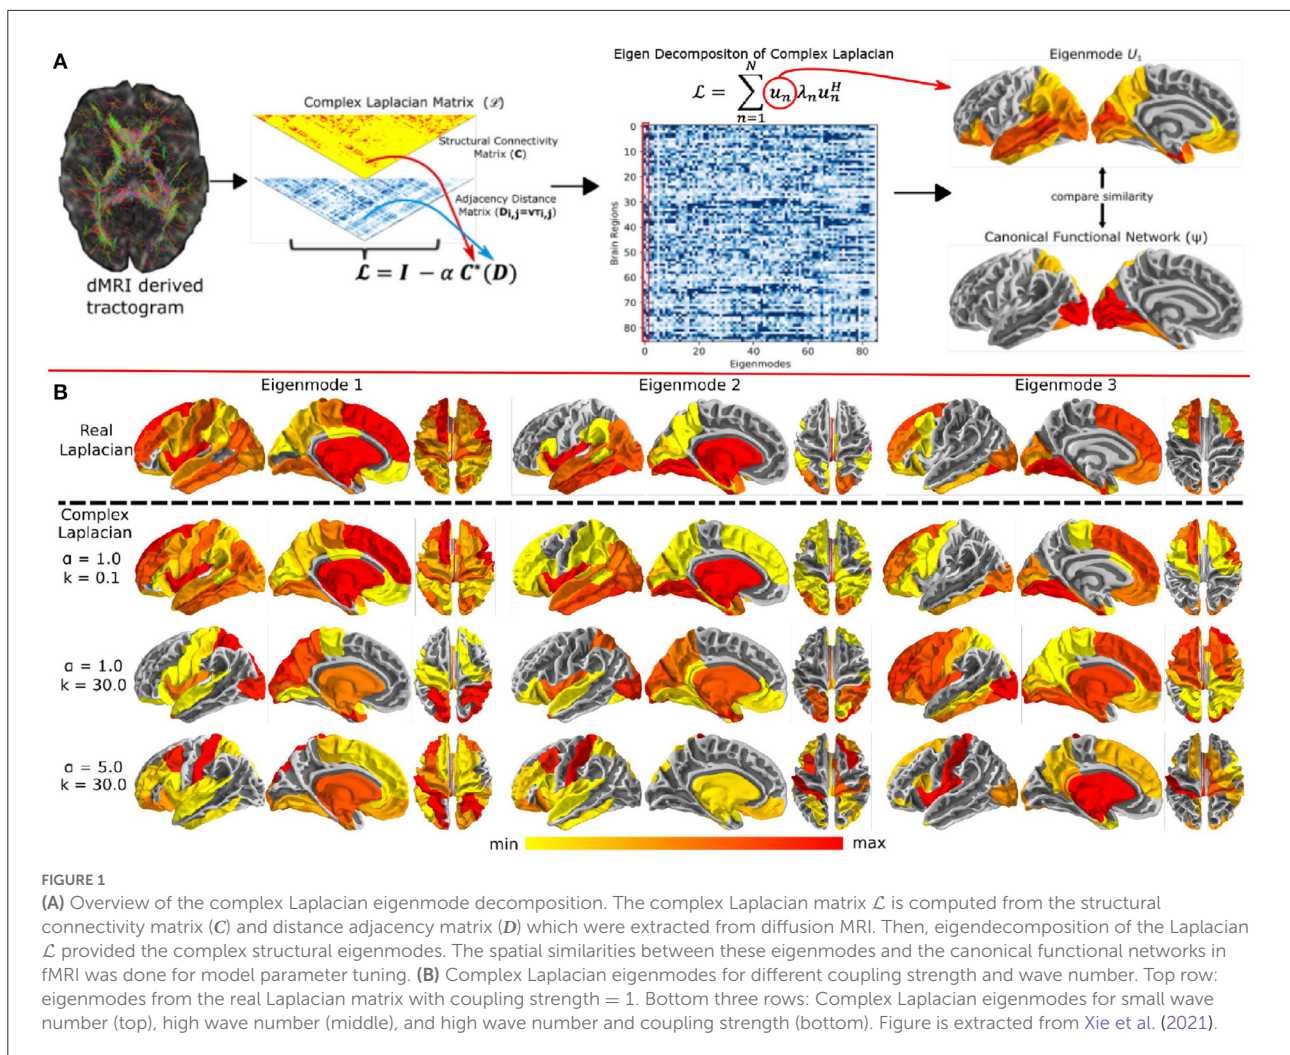 A
Eigen Decompositon of Complex Laplacian
ℒ = ∑ᴺₙ₌₁ uₙ λₙ uₙᴴ
Eigenmode U₁
Complex Laplacian Matrix (ℒ)
Structural Connectivity
Matrix (C)
Adjacency Distance
Matrix (Dᵢ,ⱼ=vτᵢ,ⱼ)
ℒ = I − α C*(D)
dMRI derived
tractogram
Brain Regions
0
10
20
30
40
50
60
70
80
0 20 40 60 80
Eigenmodes
compare similarity
Canonical Functional Network (ψ)
B
Eigenmode 1 Eigenmode 2 Eigenmode 3
Real
Laplacian
Complex
Laplacian
α = 1.0
k = 0.1
α = 1.0
k = 30.0
α = 5.0
k = 30.0
min max
FIGURE 1
(A) Overview of the complex Laplacian eigenmode decomposition. The complex Laplacian matrix ℒ is computed from the structural
connectivity matrix (C) and distance adjacency matrix (D) which were extracted from diffusion MRI. Then, eigendecomposition of the Laplacian
ℒ provided the complex structural eigenmodes. The spatial similarities between these eigenmodes and the canonical functional networks in
fMRI was done for model parameter tuning. (B) Complex Laplacian eigenmodes for different coupling strength and wave number. Top row:
eigenmodes from the real Laplacian matrix with coupling strength = 1. Bottom three rows: Complex Laplacian eigenmodes for small wave
number (top), high wave number (middle), and high wave number and coupling strength (bottom). Figure is extracted from Xie et al. (2021).